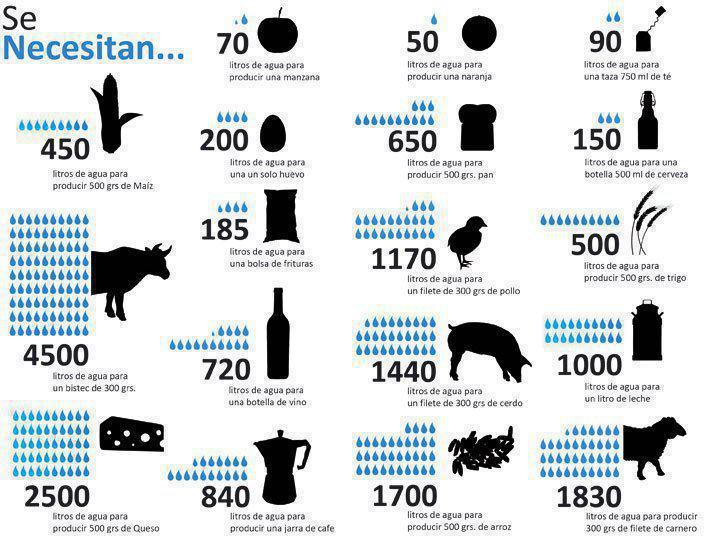 Se
Necesitan...
70
litros de agua para
producir una manzana
50
litros de agua para
producir una naranja
90
litros de agua para
una taza 750 ml de té
450
litros de agua para
producir 500 grs de Maíz
200
litros de agua para
una un solo huevo
650
litros de agua para
producir 500 grs. pan
150
litros de agua para una
botella 500 ml de cerveza
185
litros de agua para
una bolsa de frituras
1170
litros de agua para
un filete de 300 grs de pollo
500
litros de agua para
producir 500 grs. de trigo
4500
litros de agua para
un bistec de 300 grs.
720
litros de agua para
una botella de vino
1440
litros de agua para
un filete de 300 grs de cerdo
1000
litros de agua para
un litro de leche
2500
litros de agua para
producir 500 grs de Queso
840
litros de agua para
producir una jarra de cafe
1700
litros de agua para
producir 500 grs. de arroz
1830
litros de agua para producir
300 grs de filete de carnero